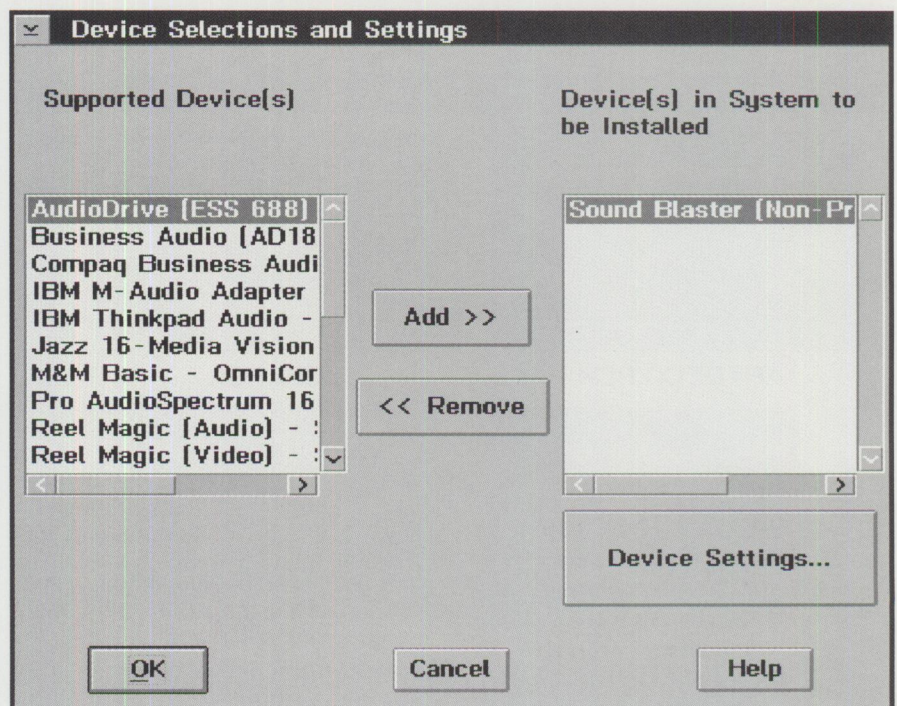 Device Selections and Settings
Supported Device(s)
Device(s) in System to
be Installed
AudioDrive (ESS 688)
Business Audio (AD18
Compaq Business Audi
IBM M-Audio Adapter
IBM Thinkpad Audio -
Jazz 16-Media Vision
M&M Basic - OmniCor
Pro AudioSpectrum 16
Reel Magic (Audio) -
Reel Magic (Video) -
Add >>
<< Remove
Sound Blaster (Non-Pr
Device Settings...
OK
Cancel
Help